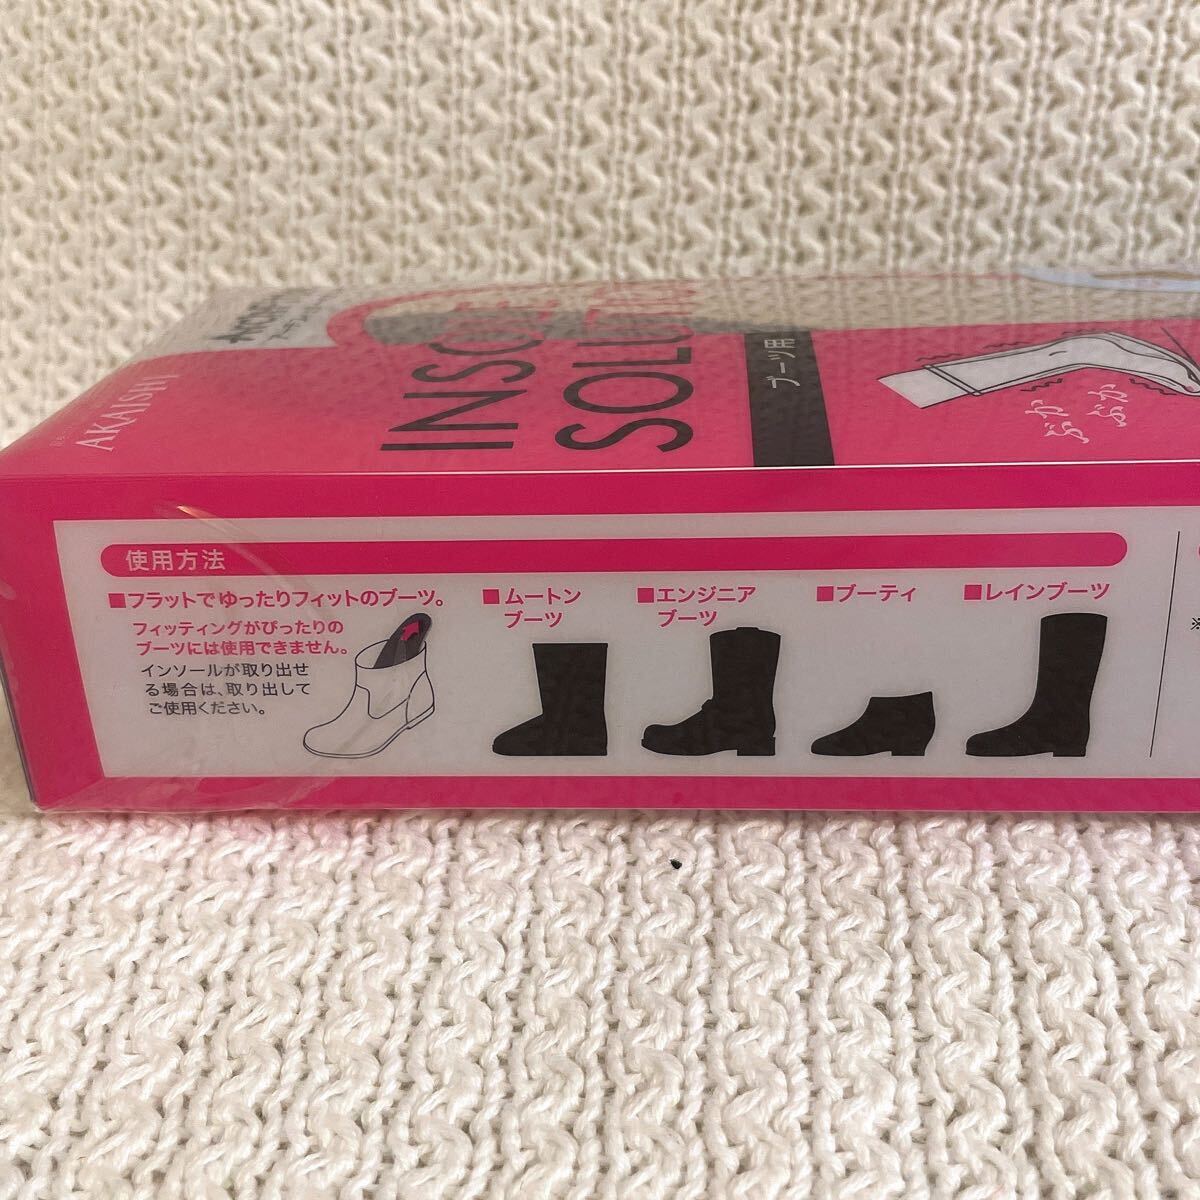 AKAISHI
INSOLE
SOLUTION
ブーツ用
ぶか
ぶか
使用方法
■フラットでゆったりフィットのブーツ。
フィッティングがぴったりの
ブーツには使用できません。
インソールが取り出せ
る場合は、取り出して
ご使用ください。
■ムートン
ブーツ
■エンジニア
ブーツ
■ブーティ
■レインブーツ
※